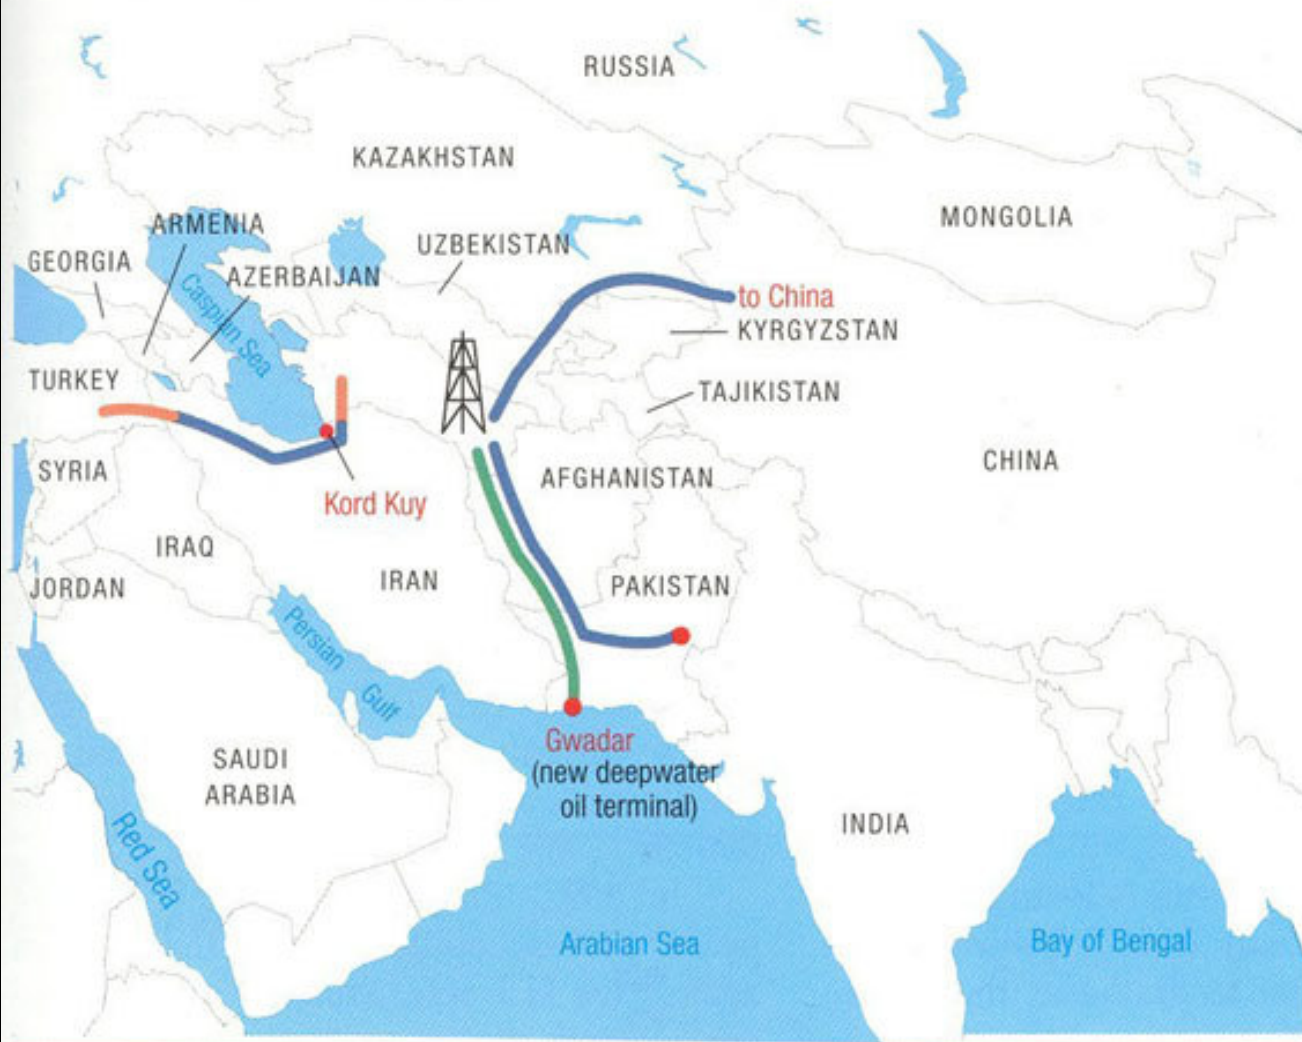 RUSSIA
KAZAKHSTAN
MONGOLIA
ARMENIA
UZBEKISTAN
GEORGIA
AZERBAIJAN
Caspian Sea
to China
KYRGYZSTAN
TURKEY
TAJIKISTAN
CHINA
SYRIA
AFGHANISTAN
Kord Kuy
IRAQ
IRAN
PAKISTAN
JORDAN
Persian
Gulf
Gwadar
(new deepwater
oil terminal)
SAUDI
ARABIA
INDIA
Red Sea
Arabian Sea
Bay of Bengal